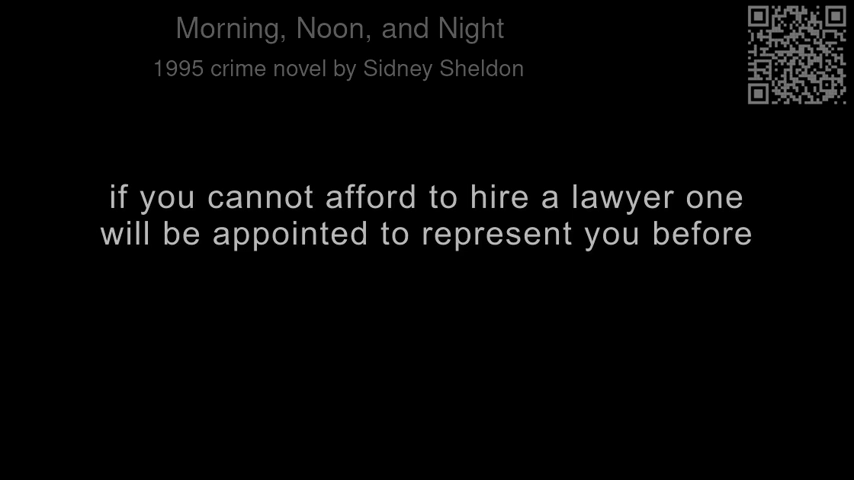 Morning, Noon, and Night
1995 crime novel by Sidney Sheldon
if you cannot afford to hire a lawyer one
will be appointed to represent you before